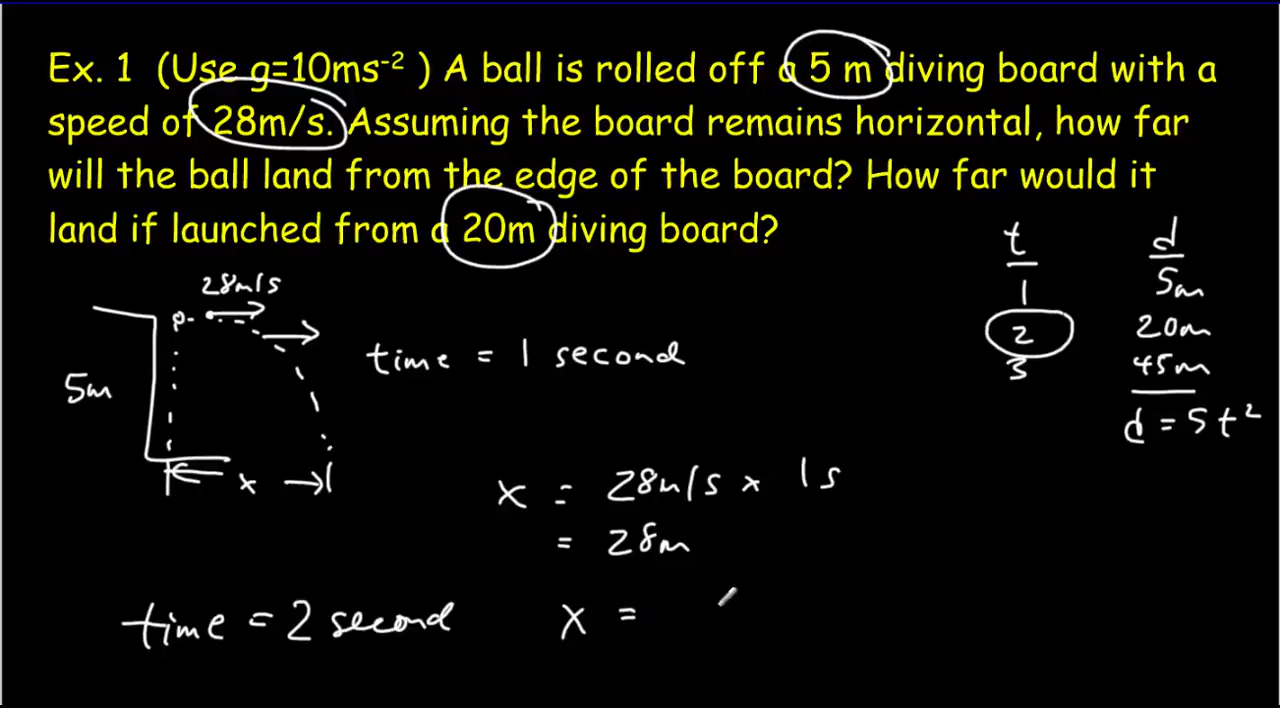 Ex. 1 (Use g=10ms⁻² ) A ball is rolled off a 5 m diving board with a
speed of 28m/s. Assuming the board remains horizontal, how far
will the ball land from the edge of the board? How far would it
land if launched from a 20m diving board?
t d
1 5m
2 20m
3 45m
d = 5t²
28m/s
5m
x
time = 1 second
x = 28m/s x 1s
= 28m
time = 2 second x =